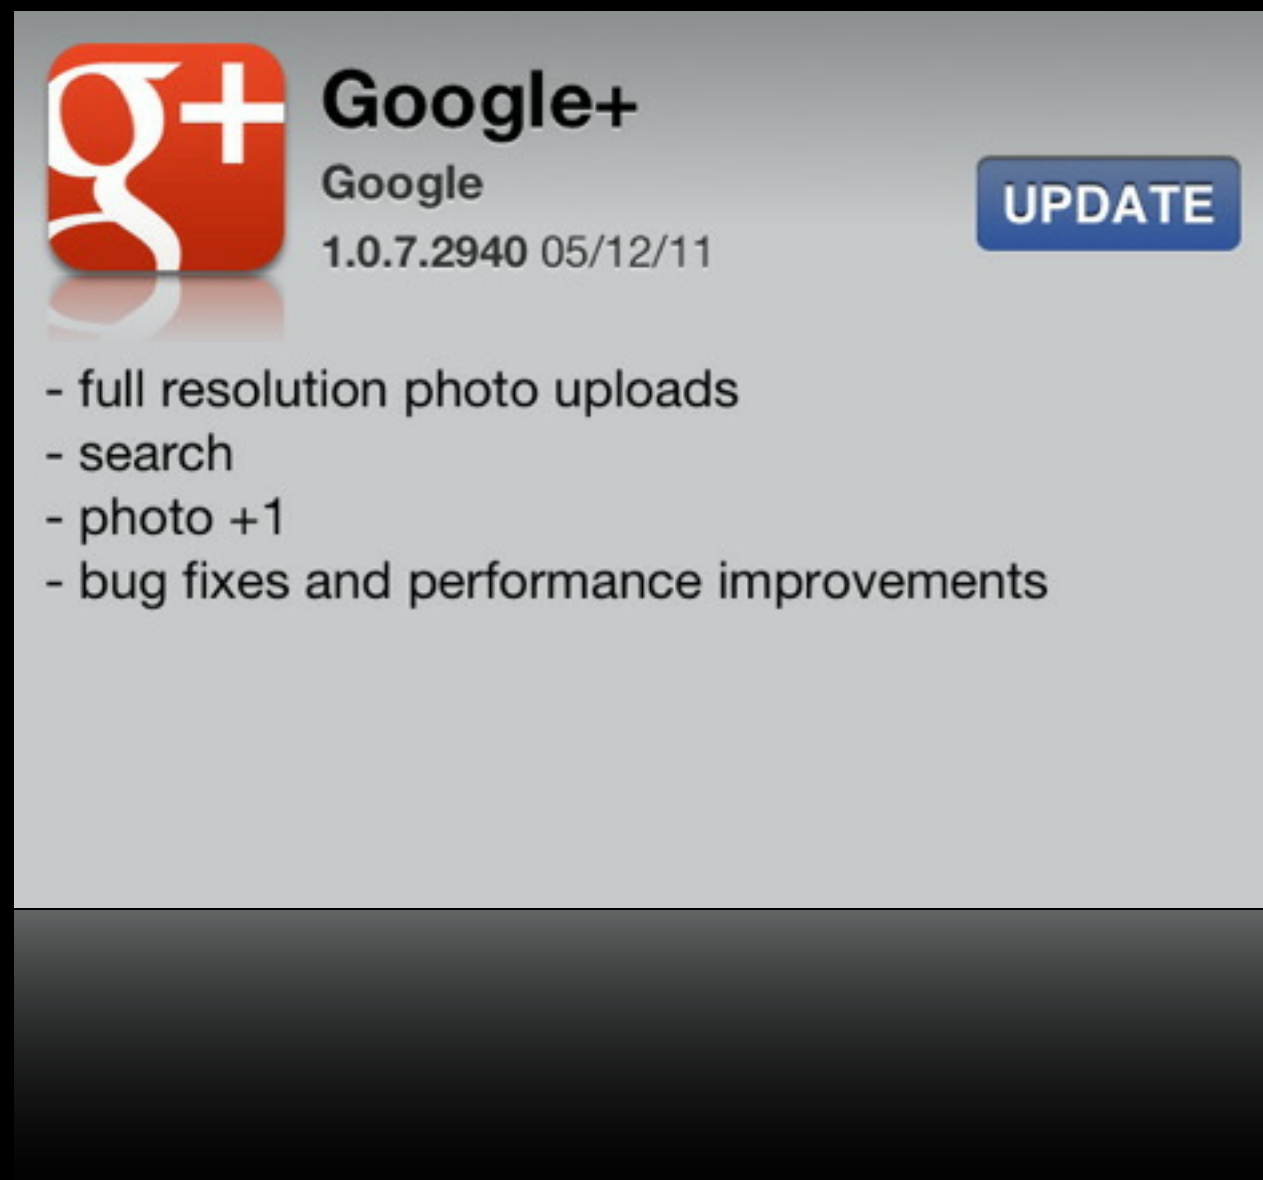 g+
Google+
Google
1.0.7.2940 05/12/11
UPDATE
- full resolution photo uploads
- search
- photo +1
- bug fixes and performance improvements